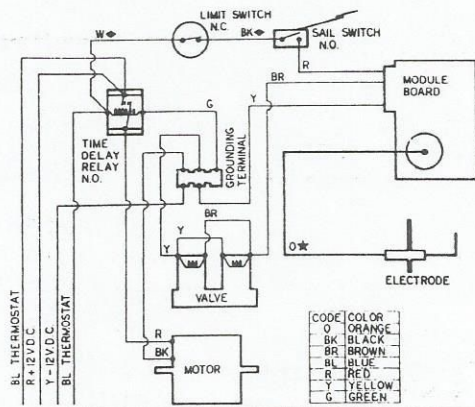 LIMIT SWITCH
N.C.
SAIL SWITCH
N.O.
W
BK
R
BR
Y
MODULE
BOARD
G
TIME
DELAY
RELAY
N.O.
GROUNDING
TERMINAL
BR
Y
Y
O★
ELECTRODE
VALVE
BL THERMOSTAT
R + 12V.D.C.
Y - 12V.D.C.
BL THERMOSTAT
R
BK
MOTOR
CODE COLOR
O ORANGE
BK BLACK
BR BROWN
BL BLUE
R RED
Y YELLOW
G GREEN